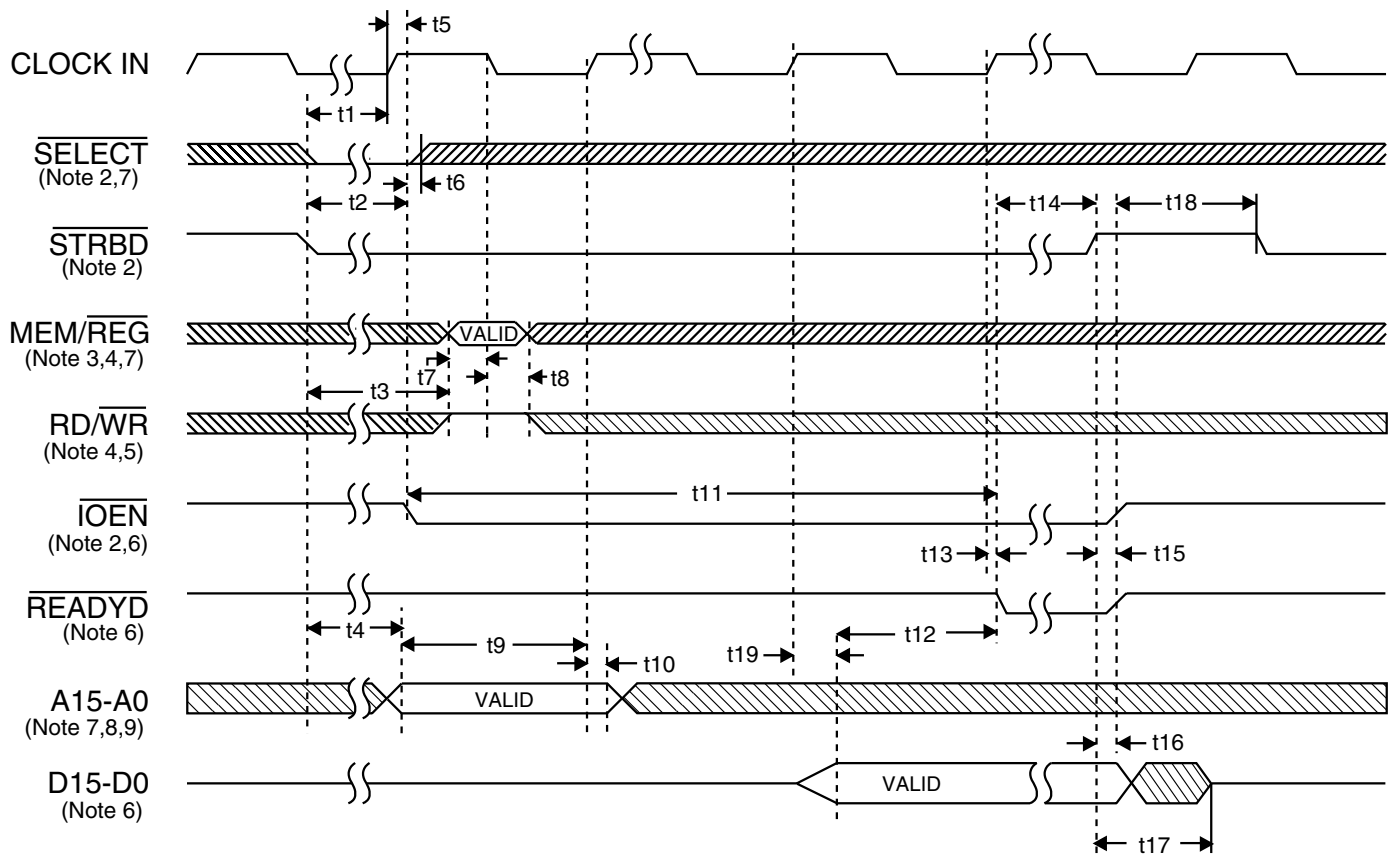 t5
CLOCK IN
t1
SELECT
(Note 2,7)
t6
t2
t14
t18
STRBD
(Note 2)
MEM/REG
(Note 3,4,7)
VALID
t7
t8
t3
RD/WR
(Note 4,5)
t11
IOEN
(Note 2,6)
t13
t15
READYD
(Note 6)
t4
t9
t12
t19
t10
A15-A0
(Note 7,8,9)
VALID
t16
D15-D0
(Note 6)
VALID
t17